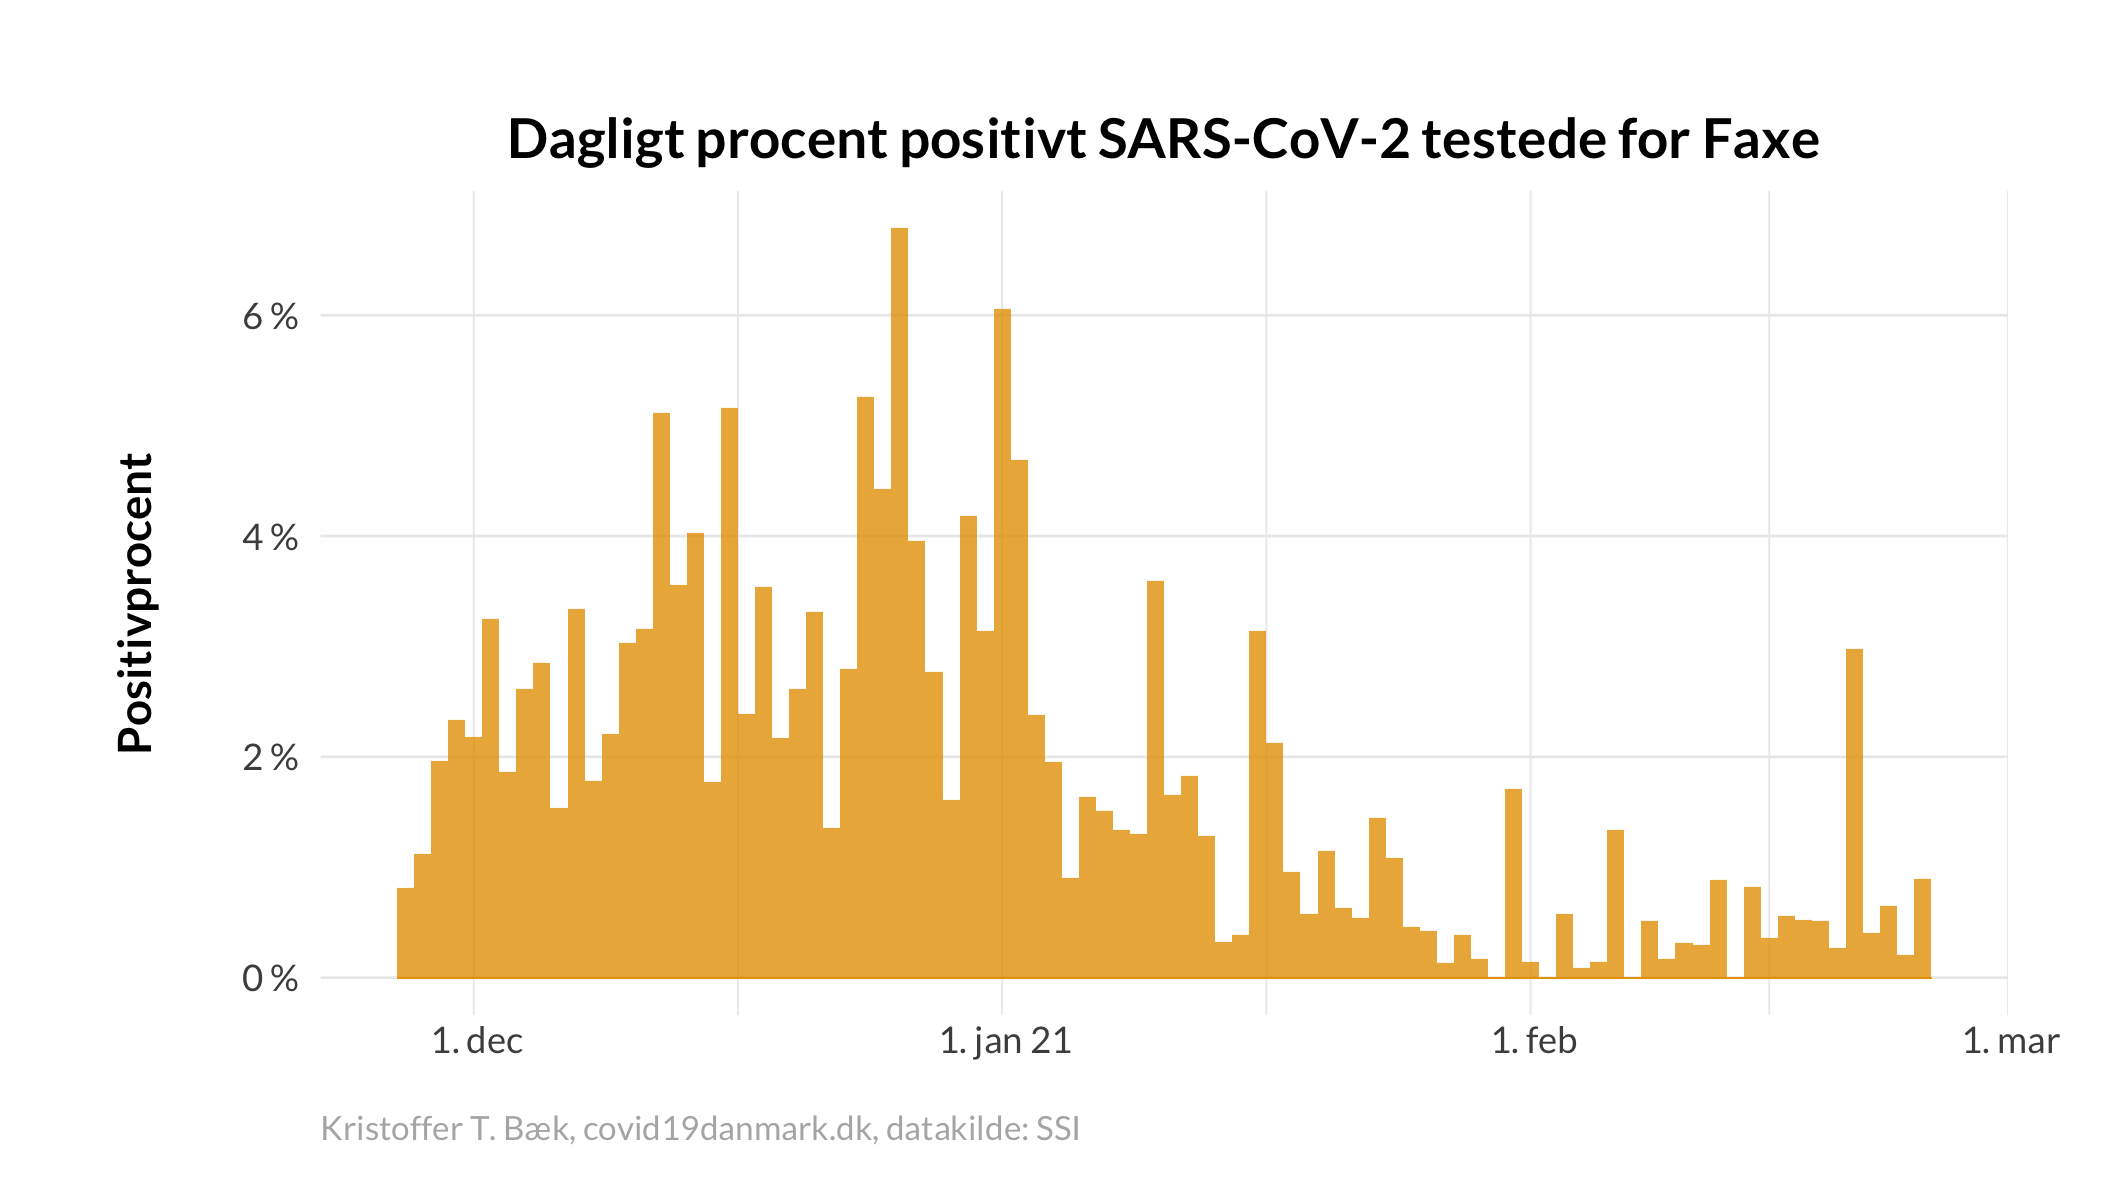 Dagligt procent positivt SARS-CoV-2 testede for Faxe
Positivprocent
6 %
4 %
2 %
0 %
1. dec
1. jan 21
1. feb
1. mar
Kristoffer T. Bæk, covid19danmark.dk, datakilde: SSI